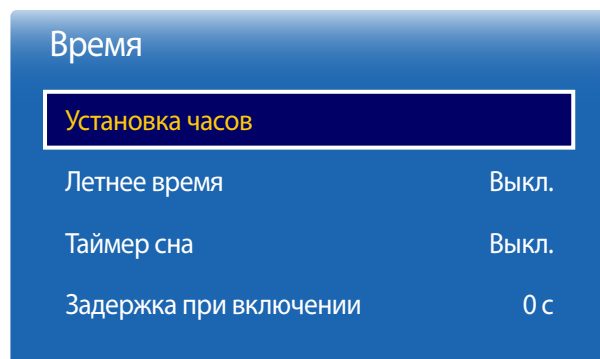 Время
Установка часов
Летнее время Выкл.
Таймер сна Выкл.
Задержка при включении 0 с